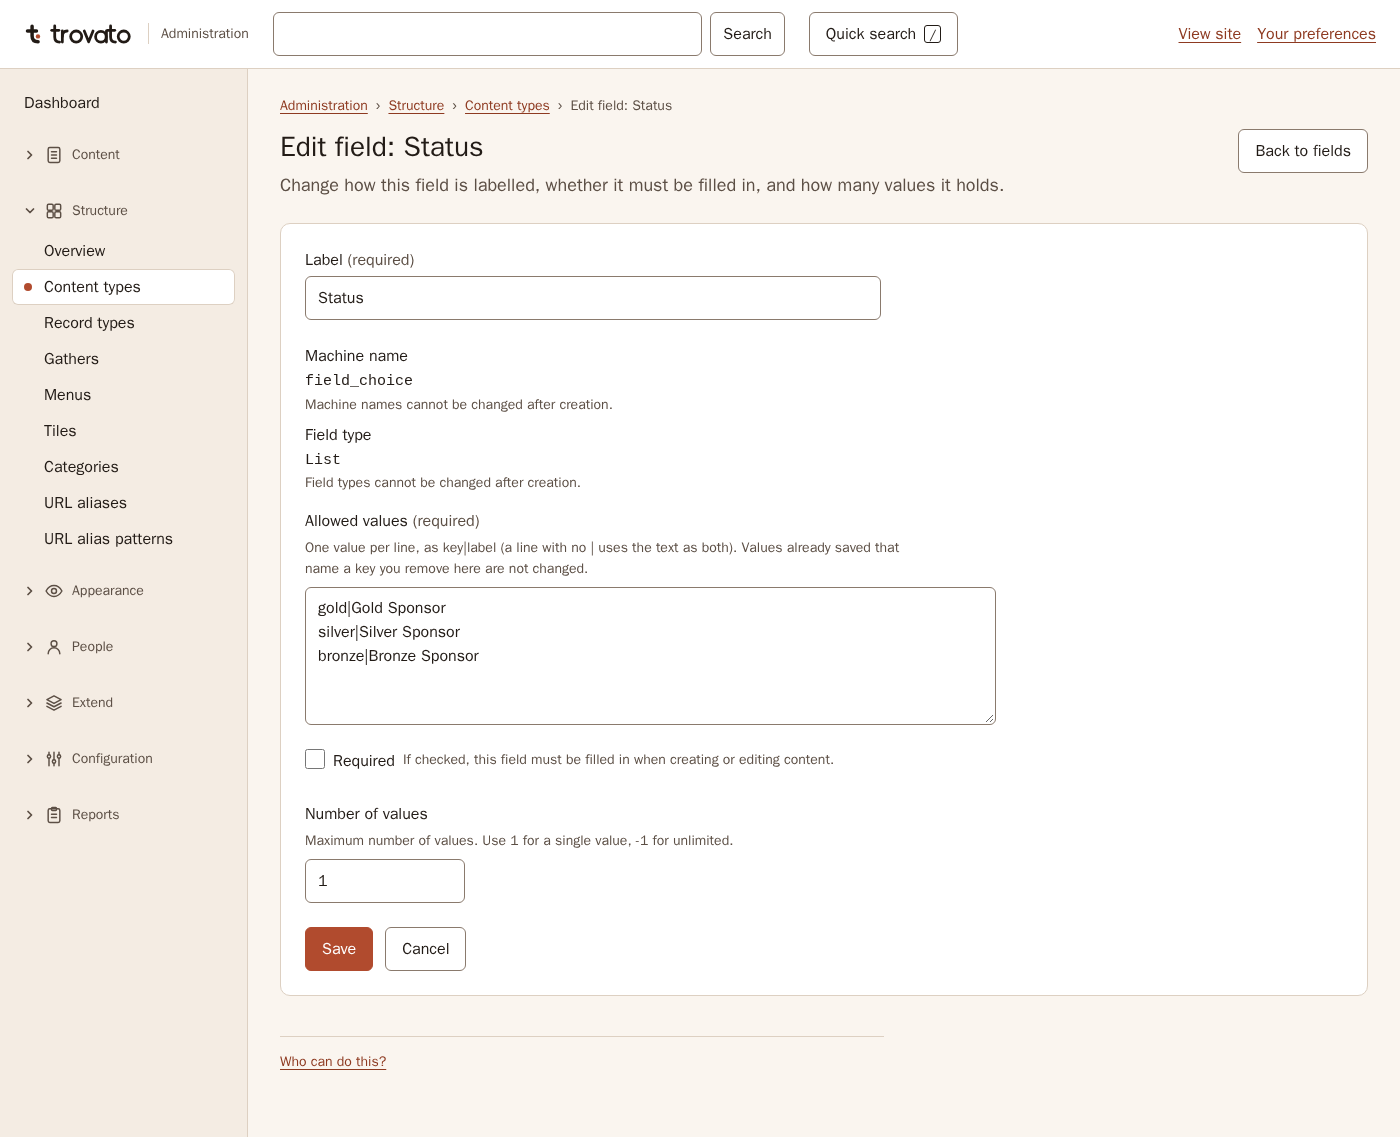 trovato
Administration
Search
Quick search /
View site
Your preferences
Dashboard
Content
Structure
Overview
Content types
Record types
Gathers
Menus
Tiles
Categories
URL aliases
URL alias patterns
Appearance
People
Extend
Configuration
Reports
Administration › Structure › Content types › Edit field: Status
Edit field: Status
Back to fields
Change how this field is labelled, whether it must be filled in, and how many values it holds.
Label (required)
Status
Machine name
field_choice
Machine names cannot be changed after creation.
Field type
List
Field types cannot be changed after creation.
Allowed values (required)
One value per line, as key|label (a line with no | uses the text as both). Values already saved that
name a key you remove here are not changed.
gold|Gold Sponsor
silver|Silver Sponsor
bronze|Bronze Sponsor
Required If checked, this field must be filled in when creating or editing content.
Number of values
Maximum number of values. Use 1 for a single value, -1 for unlimited.
1
Save
Cancel
Who can do this?